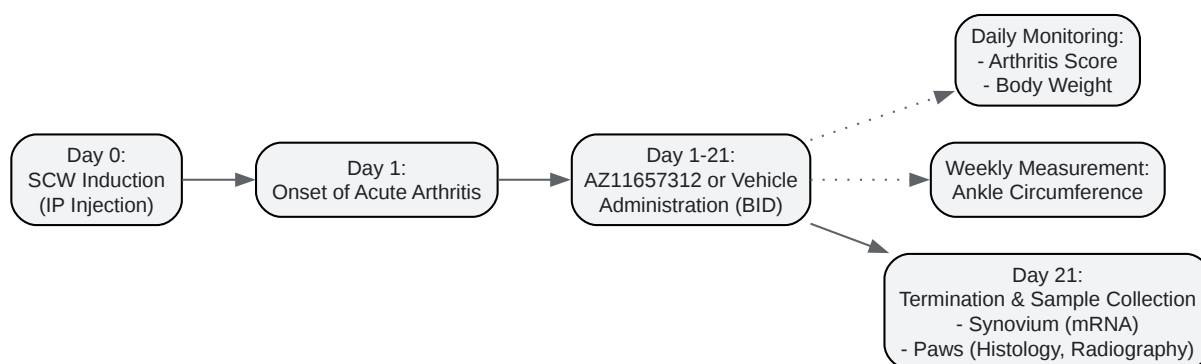 Day 0:
SCW Induction
(IP Injection)
Day 1:
Onset of Acute Arthritis
Day 1-21:
AZ11657312 or Vehicle
Administration (BID)
Daily Monitoring:
- Arthritis Score
- Body Weight
Weekly Measurement:
Ankle Circumference
Day 21:
Termination & Sample Collection
- Synovium (mRNA)
- Paws (Histology, Radiography)